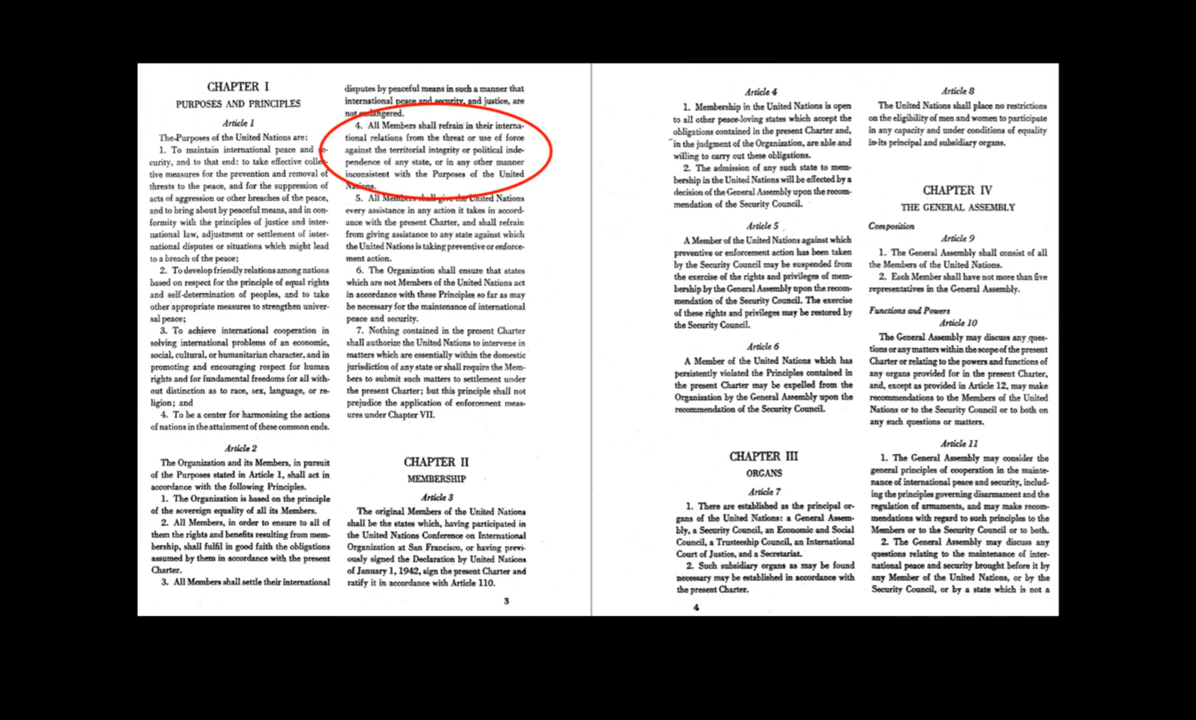 CHAPTER I
PURPOSES AND PRINCIPLES
Article 1
The Purposes of the United Nations are:
1. To maintain international peace and se-
curity, and to that end: to take effective collec-
tive measures for the prevention and removal of
threats to the peace, and for the suppression of
acts of aggression or other breaches of the peace,
and to bring about by peaceful means, and in con-
formity with the principles of justice and inter-
national law, adjustment or settlement of inter-
national disputes or situations which might lead
to a breach of the peace;
2. To develop friendly relations among nations
based on respect for the principle of equal rights
and self-determination of peoples, and to take
other appropriate measures to strengthen univer-
sal peace;
3. To achieve international cooperation in
solving international problems of an economic,
social, cultural, or humanitarian character, and in
promoting and encouraging respect for human
rights and for fundamental freedoms for all with-
out distinction as to race, sex, language, or re-
ligion; and
4. To be a center for harmonizing the actions
of nations in the attainment of these common ends.
Article 2
The Organization and its Members, in pursuit
of the Purposes stated in Article 1, shall act in
accordance with the following Principles.
1. The Organization is based on the principle
of the sovereign equality of all its Members.
2. All Members, in order to ensure to all of
them the rights and benefits resulting from mem-
bership, shall fulfil in good faith the obligations
assumed by them in accordance with the present
Charter.
3. All Members shall settle their international
disputes by peaceful means in such a manner that
international peace and security, and justice, are
not endangered.
4. All Members shall refrain in their interna-
tional relations from the threat or use of force
against the territorial integrity or political inde-
pendence of any state, or in any other manner
inconsistent with the Purposes of the United
Nations.
5. All Members shall give the United Nations
every assistance in any action it takes in accord-
ance with the present Charter, and shall refrain
from giving assistance to any state against which
the United Nations is taking preventive or enforce-
ment action.
6. The Organization shall ensure that states
which are not Members of the United Nations act
in accordance with these Principles so far as may
be necessary for the maintenance of international
peace and security.
7. Nothing contained in the present Charter
shall authorize the United Nations to intervene in
matters which are essentially within the domestic
jurisdiction of any state or shall require the Mem-
bers to submit such matters to settlement under
the present Charter; but this principle shall not
prejudice the application of enforcement meas-
ures under Chapter VII.
CHAPTER II
MEMBERSHIP
Article 3
The original Members of the United Nations
shall be the states which, having participated in
the United Nations Conference on International
Organization at San Francisco, or having previ-
ously signed the Declaration by United Nations
of January 1, 1942, sign the present Charter and
ratify it in accordance with Article 110.
3
Article 4
1. Membership in the United Nations is open
to all other peace-loving states which accept the
obligations contained in the present Charter and,
in the judgment of the Organization, are able and
willing to carry out these obligations.
2. The admission of any such state to mem-
bership in the United Nations will be effected by a
decision of the General Assembly upon the recom-
mendation of the Security Council.
Article 5
A Member of the United Nations against which
preventive or enforcement action has been taken
by the Security Council may be suspended from
the exercise of the rights and privileges of mem-
bership by the General Assembly upon the recom-
mendation of the Security Council. The exercise
of these rights and privileges may be restored by
the Security Council.
Article 6
A Member of the United Nations which has
persistently violated the Principles contained in
the present Charter may be expelled from the
Organization by the General Assembly upon the
recommendation of the Security Council.
CHAPTER III
ORGANS
Article 7
1. There are established as the principal or-
gans of the United Nations: a General Assem-
bly, a Security Council, an Economic and Social
Council, a Trusteeship Council, an International
Court of Justice, and a Secretariat.
2. Such subsidiary organs as may be found
necessary may be established in accordance with
the present Charter.
4
Article 8
The United Nations shall place no restrictions
on the eligibility of men and women to participate
in any capacity and under conditions of equality
in its principal and subsidiary organs.
CHAPTER IV
THE GENERAL ASSEMBLY
Composition
Article 9
1. The General Assembly shall consist of all
the Members of the United Nations.
2. Each Member shall have not more than five
representatives in the General Assembly.
Functions and Powers
Article 10
The General Assembly may discuss any ques-
tions or any matters within the scope of the present
Charter or relating to the powers and functions of
any organs provided for in the present Charter,
and, except as provided in Article 12, may make
recommendations to the Members of the United
Nations or to the Security Council or to both on
any such questions or matters.
Article 11
1. The General Assembly may consider the
general principles of cooperation in the mainte-
nance of international peace and security, includ-
ing the principles governing disarmament and the
regulation of armaments, and may make recom-
mendations with regard to such principles to the
Members or to the Security Council or to both.
2. The General Assembly may discuss any
questions relating to the maintenance of inter-
national peace and security brought before it by
any Member of the United Nations, or by the
Security Council, or by a state which is not a